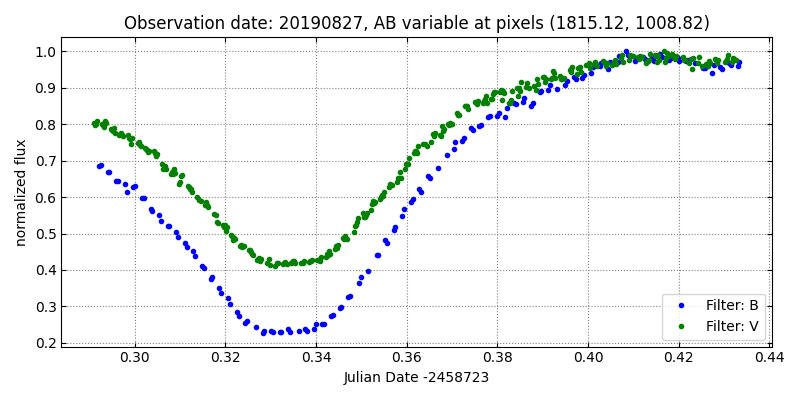 Observation date: 20190827, AB variable at pixels (1815.12, 1008.82)
normalized flux
1.0
0.9
0.8
0.7
0.6
0.5
0.4
0.3
0.2
Filter: B
Filter: V
0.30 0.32 0.34 0.36 0.38 0.40 0.42 0.44
Julian Date -2458723